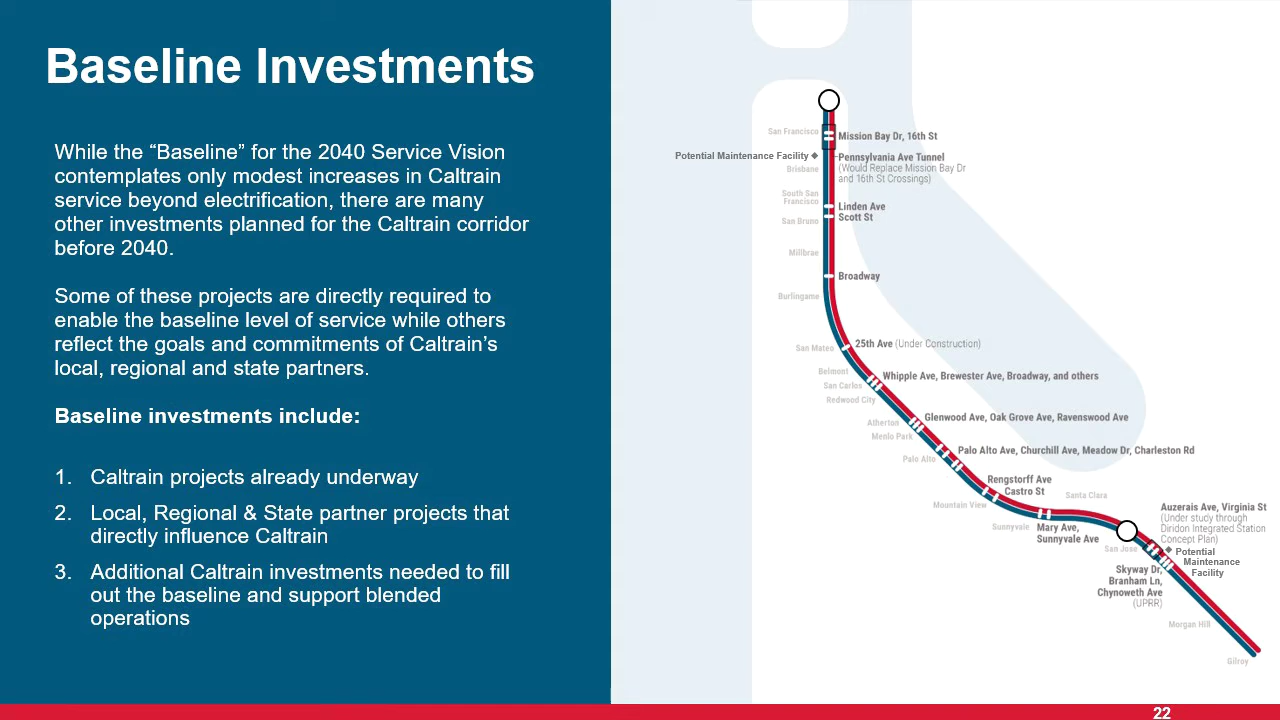 Baseline Investments
While the “Baseline” for the 2040 Service Vision
contemplates only modest increases in Caltrain
service beyond electrification, there are many
other investments planned for the Caltrain corridor
before 2040.
Some of these projects are directly required to
enable the baseline level of service while others
reflect the goals and commitments of Caltrain’s
local, regional and state partners.
Baseline investments include:
1. Caltrain projects already underway
2. Local, Regional & State partner projects that
directly influence Caltrain
3. Additional Caltrain investments needed to fill
out the baseline and support blended
operations
San Francisco
Mission Bay Dr, 16th St
Potential Maintenance Facility
Pennsylvania Ave Tunnel
(Would Replace Mission Bay Dr
and 16th St Crossings)
Brisbane
South San
Francisco
Linden Ave
Scott St
San Bruno
Millbrae
Broadway
Burlingame
25th Ave (Under Construction)
San Mateo
Belmont
Whipple Ave, Brewster Ave, Broadway, and others
San Carlos
Redwood City
Glenwood Ave, Oak Grove Ave, Ravenswood Ave
Atherton
Menlo Park
Palo Alto Ave, Churchill Ave, Meadow Dr, Charleston Rd
Palo Alto
Rengstorff Ave
Castro St
Mountain View
Santa Clara
Sunnyvale
Mary Ave,
Sunnyvale Ave
Auzerais Ave, Virginia St
(Under study through
Diridon Integrated Station
Concept Plan)
San Jose
Potential
Maintenance
Facility
Skyway Dr,
Branham Ln,
Chynoweth Ave
(UPRR)
Morgan Hill
Gilroy
22